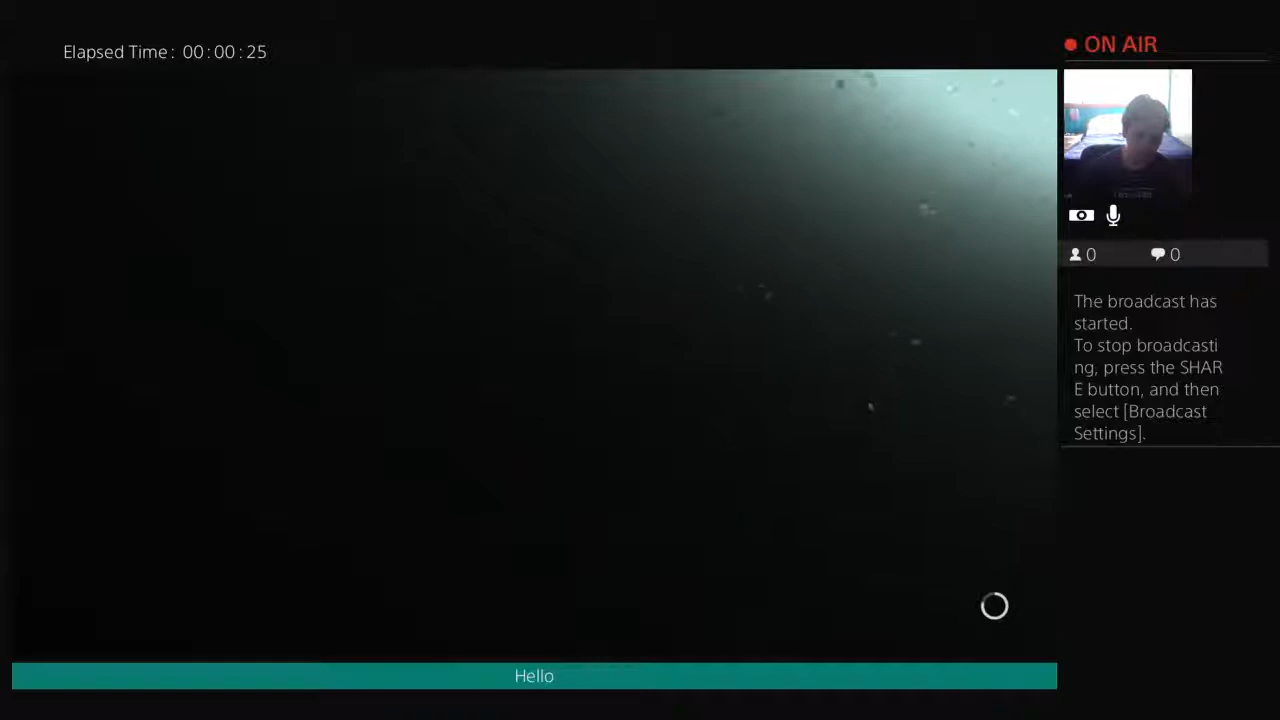 Elapsed Time: 00:00:25
ON AIR
0
0
The broadcast has
started.
To stop broadcasti
ng, press the SHAR
E button, and then
select [Broadcast
Settings].
Hello